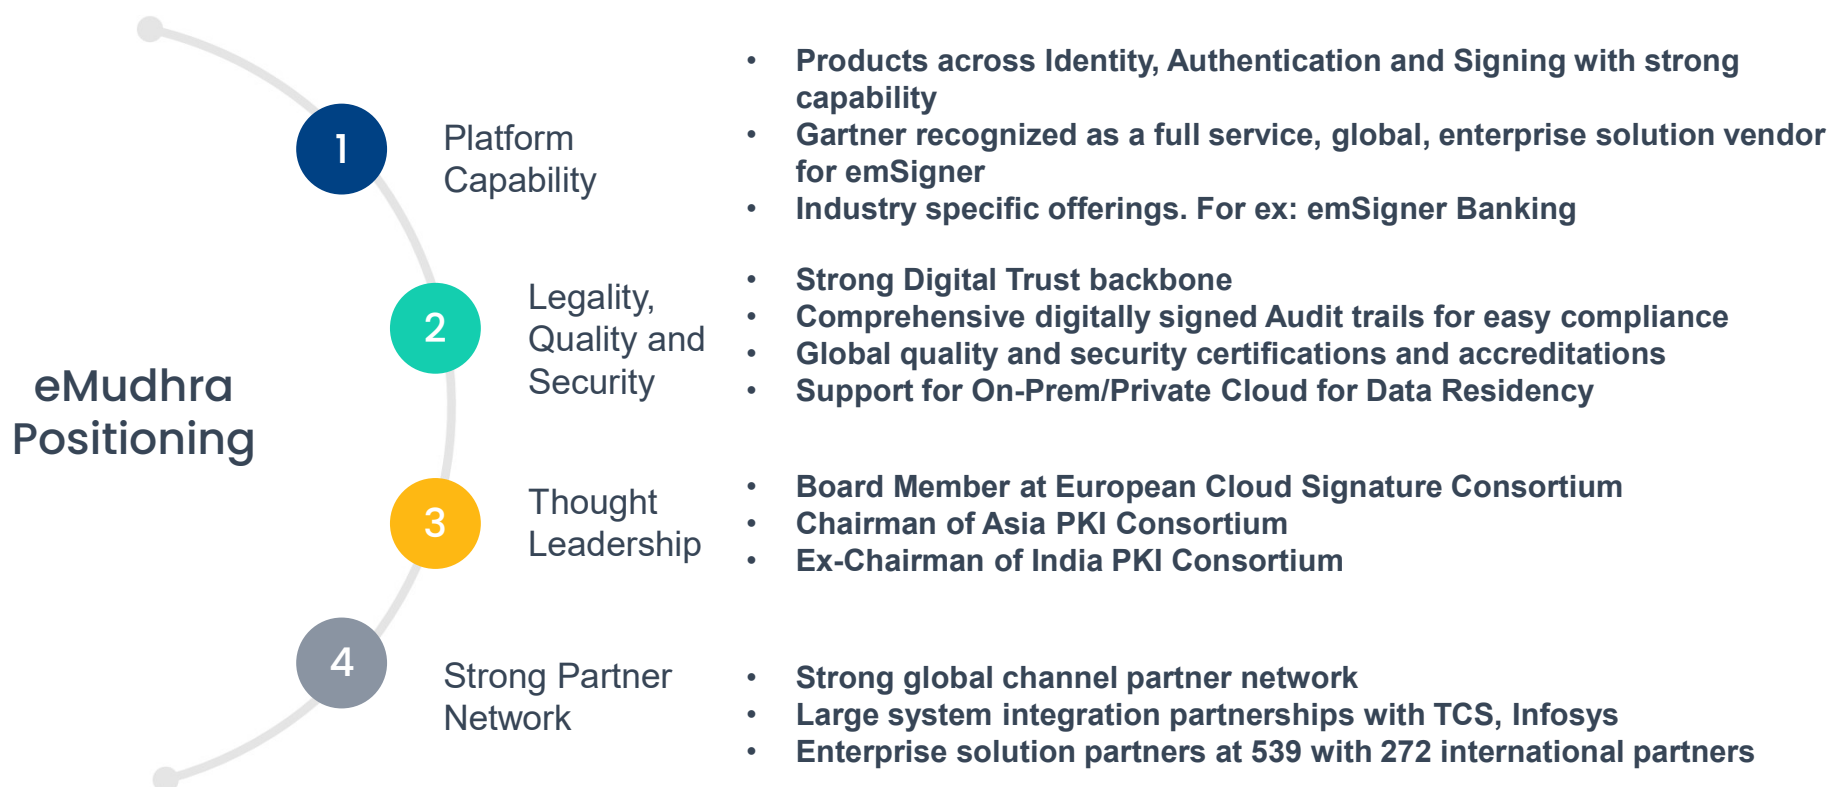 eMudhra
Positioning
1
Platform
Capability
• Products across Identity, Authentication and Signing with strong
capability
• Gartner recognized as a full service, global, enterprise solution vendor
for emSigner
• Industry specific offerings. For ex: emSigner Banking
2
Legality,
Quality and
Security
• Strong Digital Trust backbone
• Comprehensive digitally signed Audit trails for easy compliance
• Global quality and security certifications and accreditations
• Support for On-Prem/Private Cloud for Data Residency
3
Thought
Leadership
• Board Member at European Cloud Signature Consortium
• Chairman of Asia PKI Consortium
• Ex-Chairman of India PKI Consortium
4
Strong Partner
Network
• Strong global channel partner network
• Large system integration partnerships with TCS, Infosys
• Enterprise solution partners at 539 with 272 international partners